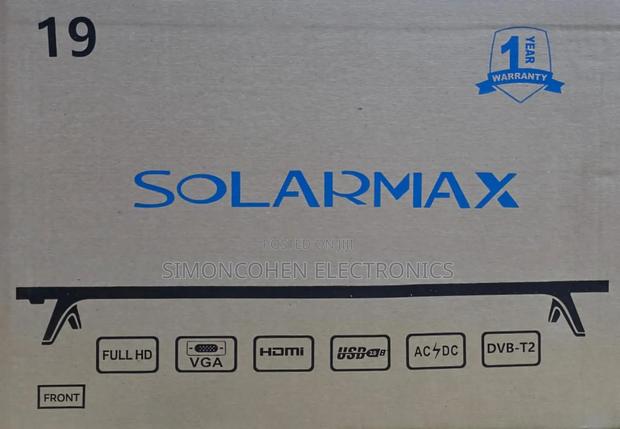 19
1
YEAR
WARRANTY
SOLARMAX
POSTED ON JIJI
SIMONCOHEN ELECTRONICS
FULL HD
VGA
HDMI
USB
AC DC
DVB-T2
FRONT